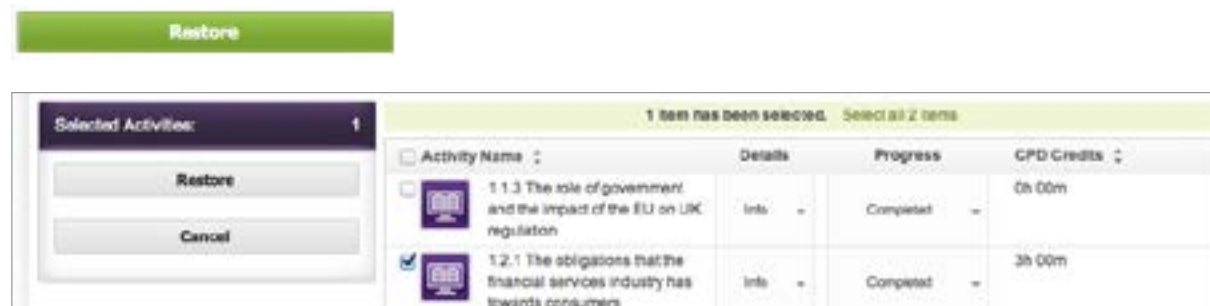 Restore
Selected Activities: 1
Restore
Cancel
1 item has been selected. Select all 2 items
Activity Name Details Progress CPD Credits
1.1.3 The role of government
and the impact of the EU on UK
regulation
Info Completed 0h 00m
1.2.1 The obligations that the
financial services industry has
towards consumers
Info Completed 3h 00m